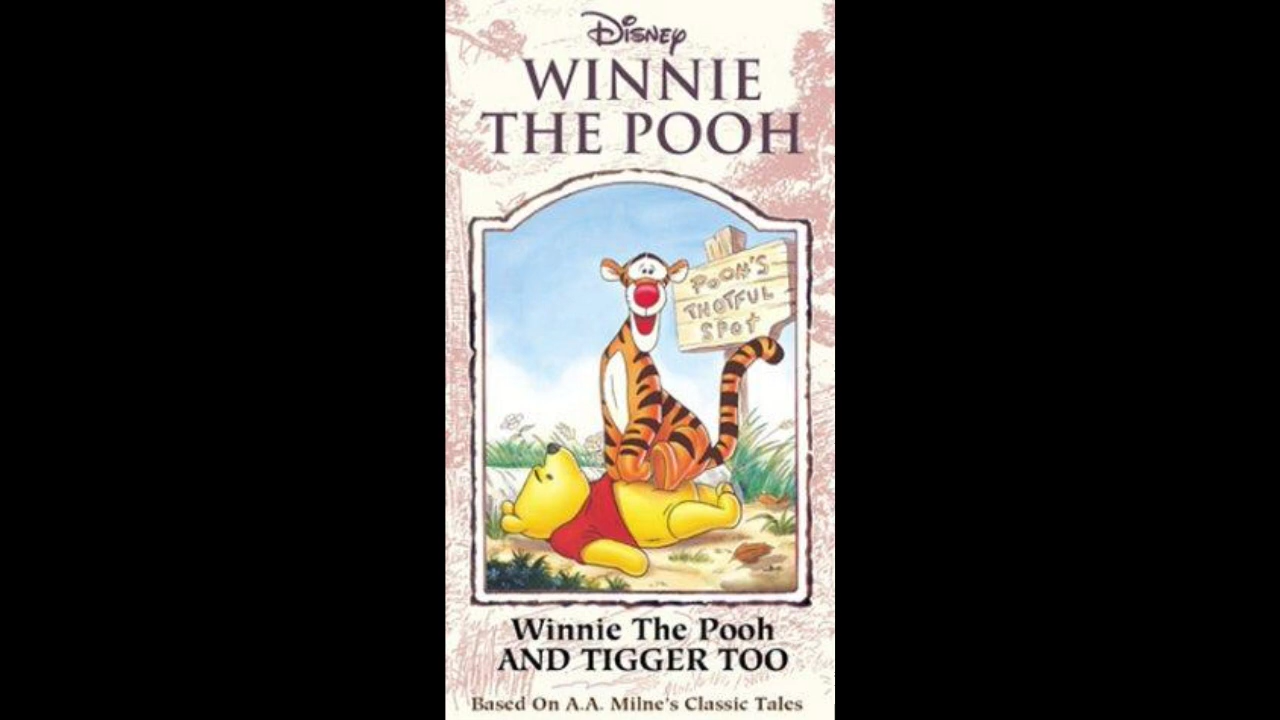 Disney
WINNIE
THE POOH
POOH'S
THOTFUL
SPOT
Winnie The Pooh
AND TIGGER TOO
Based On A.A. Milne's Classic Tales